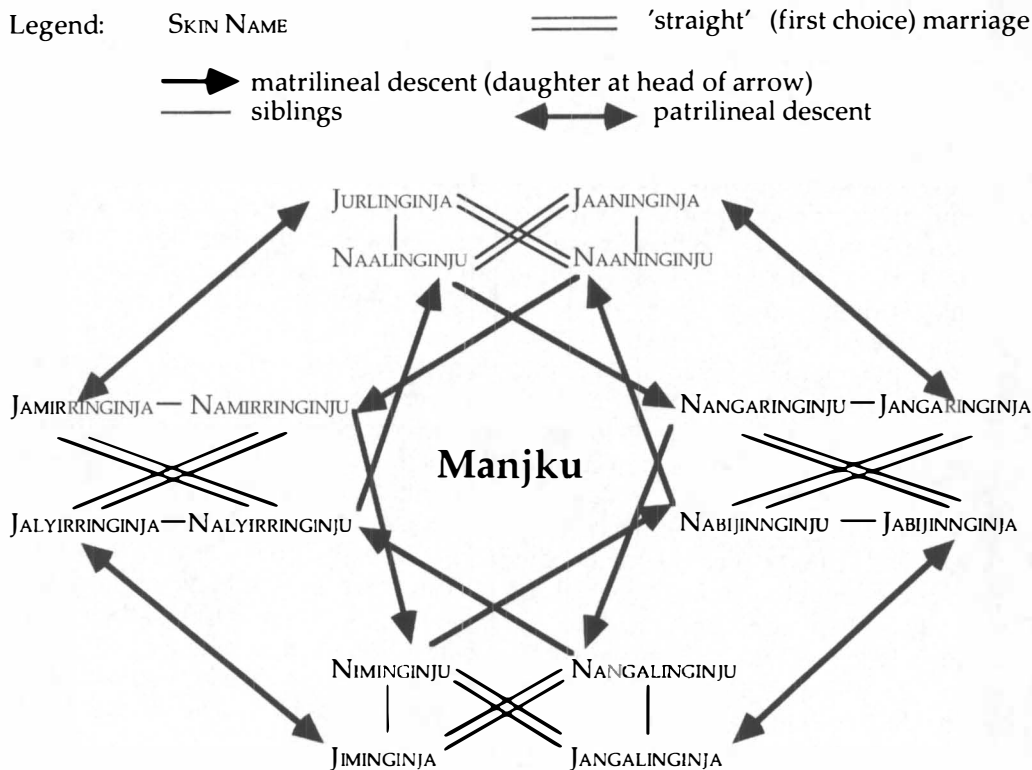 Legend: SKIN NAME 'straight' (first choice) marriage
matrilineal descent (daughter at head of arrow)
siblings patrilineal descent
JURLINGINJA JAANINGINJA
NAALINGINJU NAANINGINJU
JAMIRRINGINJA NAMIRRINGINJU NANGARINGINJU JANGARINGINJA
Manjku
JALYIRRINGINJA NALYIRRINGINJU NABIJINNGINJU JABIJINNGINJA
NIMINGINJU NANGALINGINJU
JIMINGINJA JANGALINGINJA